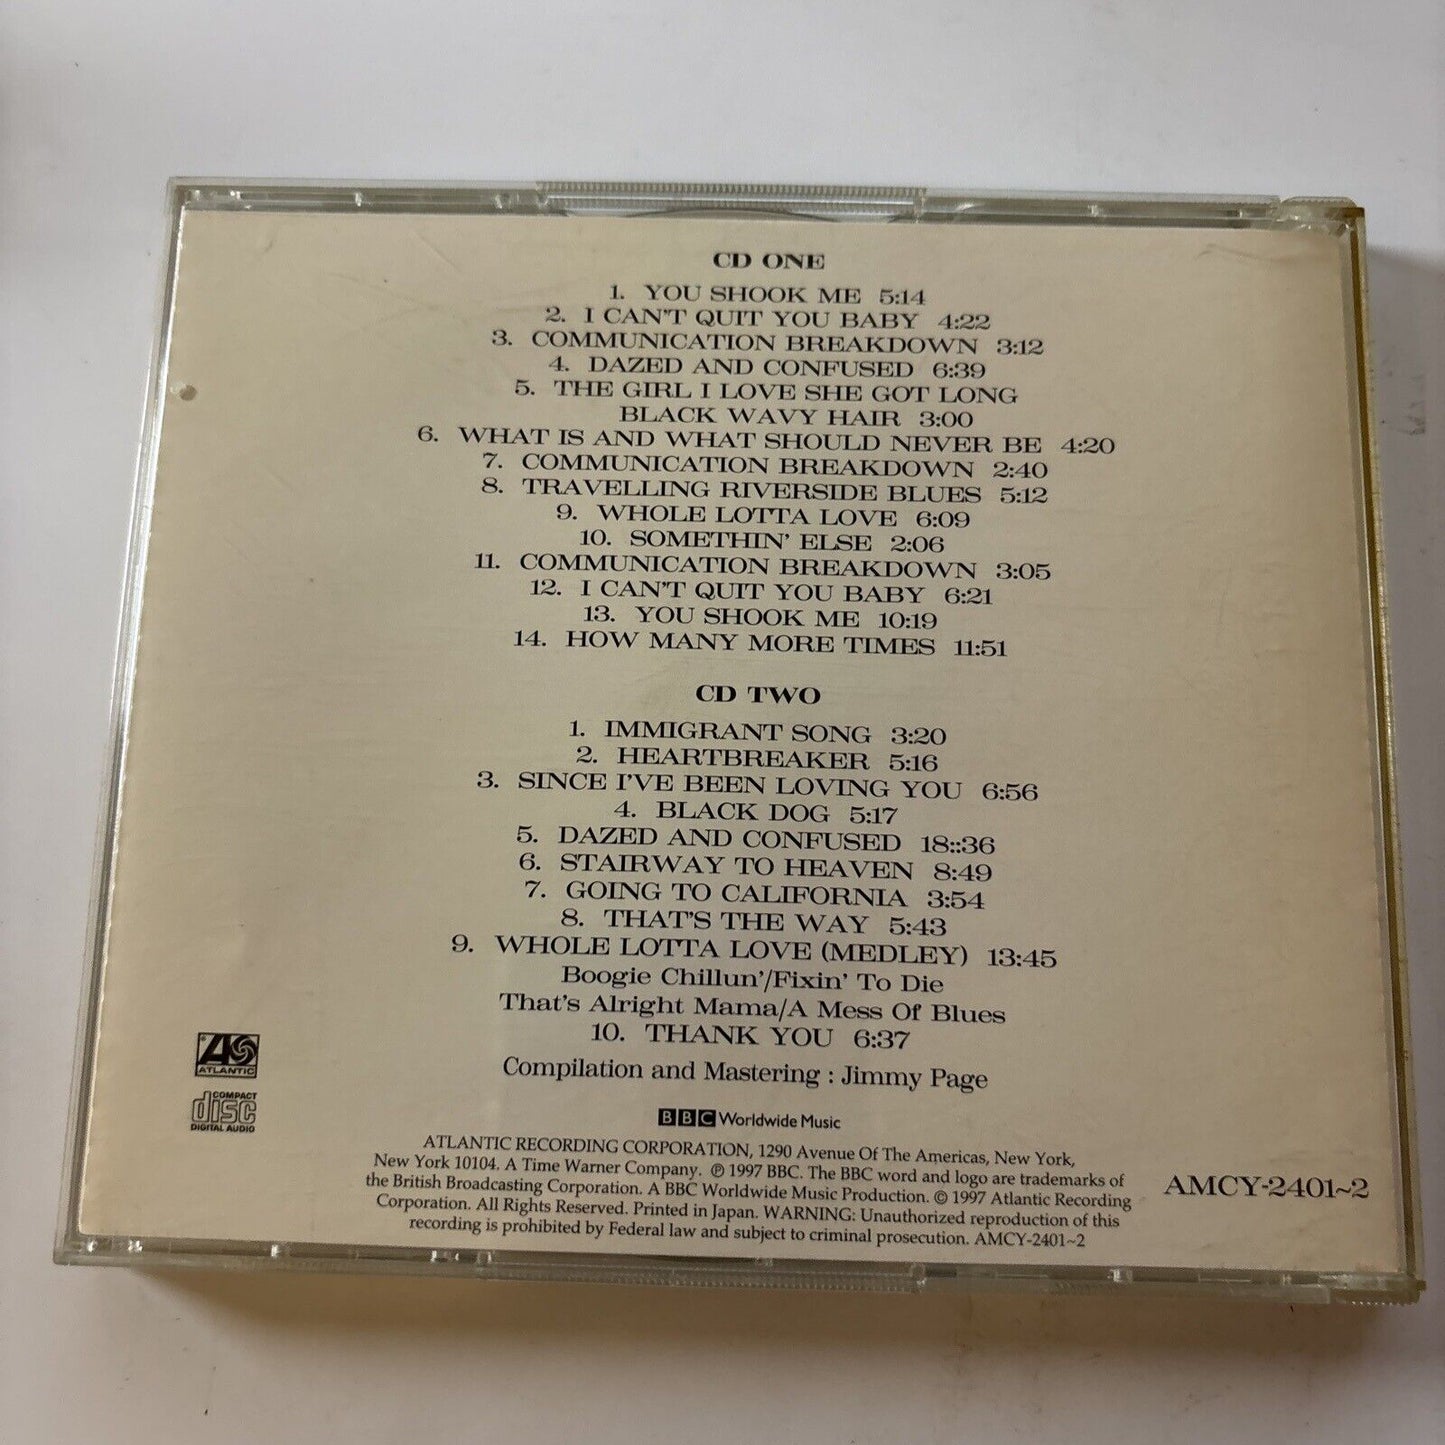 CD ONE
1. YOU SHOOK ME 5:14
2. I CAN'T QUIT YOU BABY 4:22
3. COMMUNICATION BREAKDOWN 3:12
4. DAZED AND CONFUSED 6:39
5. THE GIRL I LOVE SHE GOT LONG
BLACK WAVY HAIR 3:00
6. WHAT IS AND WHAT SHOULD NEVER BE 4:20
7. COMMUNICATION BREAKDOWN 2:40
8. TRAVELLING RIVERSIDE BLUES 5:12
9. WHOLE LOTTA LOVE 6:09
10. SOMETHIN' ELSE 2:06
11. COMMUNICATION BREAKDOWN 3:05
12. I CAN'T QUIT YOU BABY 6:21
13. YOU SHOOK ME 10:19
14. HOW MANY MORE TIMES 11:51
CD TWO
1. IMMIGRANT SONG 3:20
2. HEARTBREAKER 5:16
3. SINCE I'VE BEEN LOVING YOU 6:56
4. BLACK DOG 5:17
5. DAZED AND CONFUSED 18::36
6. STAIRWAY TO HEAVEN 8:49
7. GOING TO CALIFORNIA 3:54
8. THAT'S THE WAY 5:43
9. WHOLE LOTTA LOVE (MEDLEY) 13:45
Boogie Chillun'/Fixin' To Die
That's Alright Mama/A Mess Of Blues
10. THANK YOU 6:37
Compilation and Mastering : Jimmy Page
ATLANTIC
COMPACT
disc
DIGITAL AUDIO
BBC Worldwide Music
ATLANTIC RECORDING CORPORATION, 1290 Avenue Of The Americas, New York,
New York 10104. A Time Warner Company. ℗ 1997 BBC. The BBC word and logo are trademarks of
the British Broadcasting Corporation. A BBC Worldwide Music Production. © 1997 Atlantic Recording
Corporation. All Rights Reserved. Printed in Japan. WARNING: Unauthorized reproduction of this
recording is prohibited by Federal law and subject to criminal prosecution. AMCY-2401~2
AMCY-2401~2